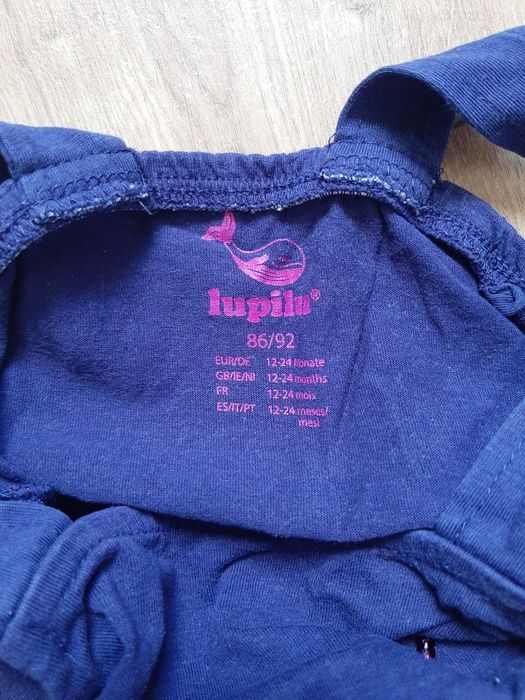 lupilu®
86/92
EUR/DE 12-24 Monate
GB/IE/NI 12-24 months
FR 12-24 mois
ES/IT/PT 12-24 meses/
mesi